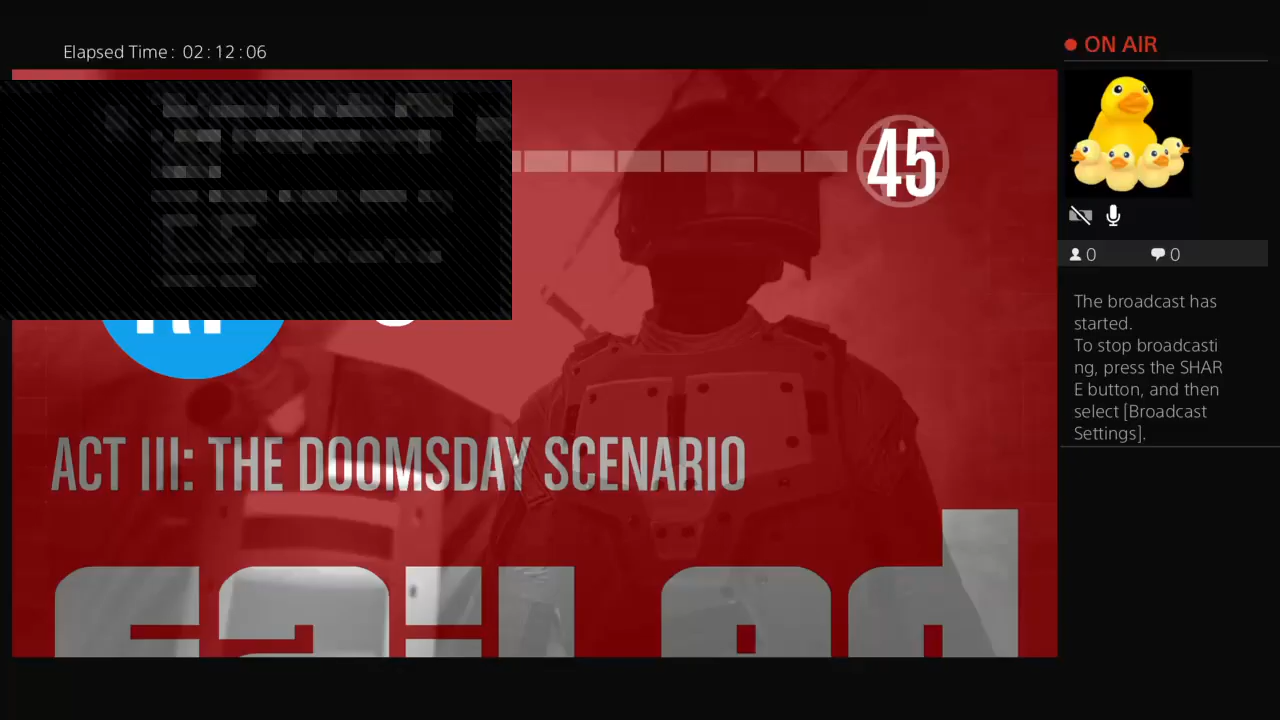 Elapsed Time: 02:12:06
ON AIR
45
0 0
The broadcast has
started.
To stop broadcasti
ng, press the SHAR
E button, and then
select [Broadcast
Settings].
ACT III: THE DOOMSDAY SCENARIO
failed